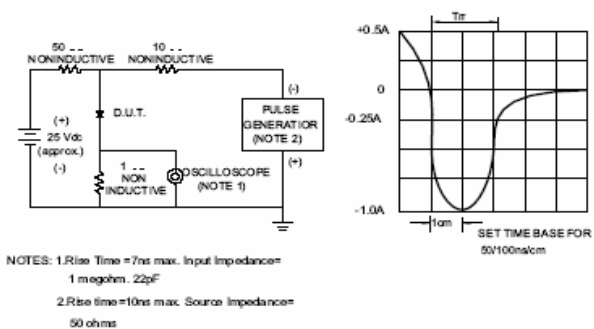 50 --
NONINDUCTIVE
10 --
NONINDUCTIVE
(+)
25 Vdc
(approx.)
(-)
D.U.T.
1 --
NON
INDUCTIVE
OSCILLOSCOPE
(NOTE 1)
(-)
PULSE
GENERATIOR
(NOTE 2)
(+)
Trr
+0.5A
0
-0.25A
-1.0A
1cm
SET TIME BASE FOR
50/100ns/cm
NOTES: 1.Rise Time =7ns max. Input Impedance=
1 megohm. 22pF
2.Rise time =10ns max. Source Impedance=
50 ohms